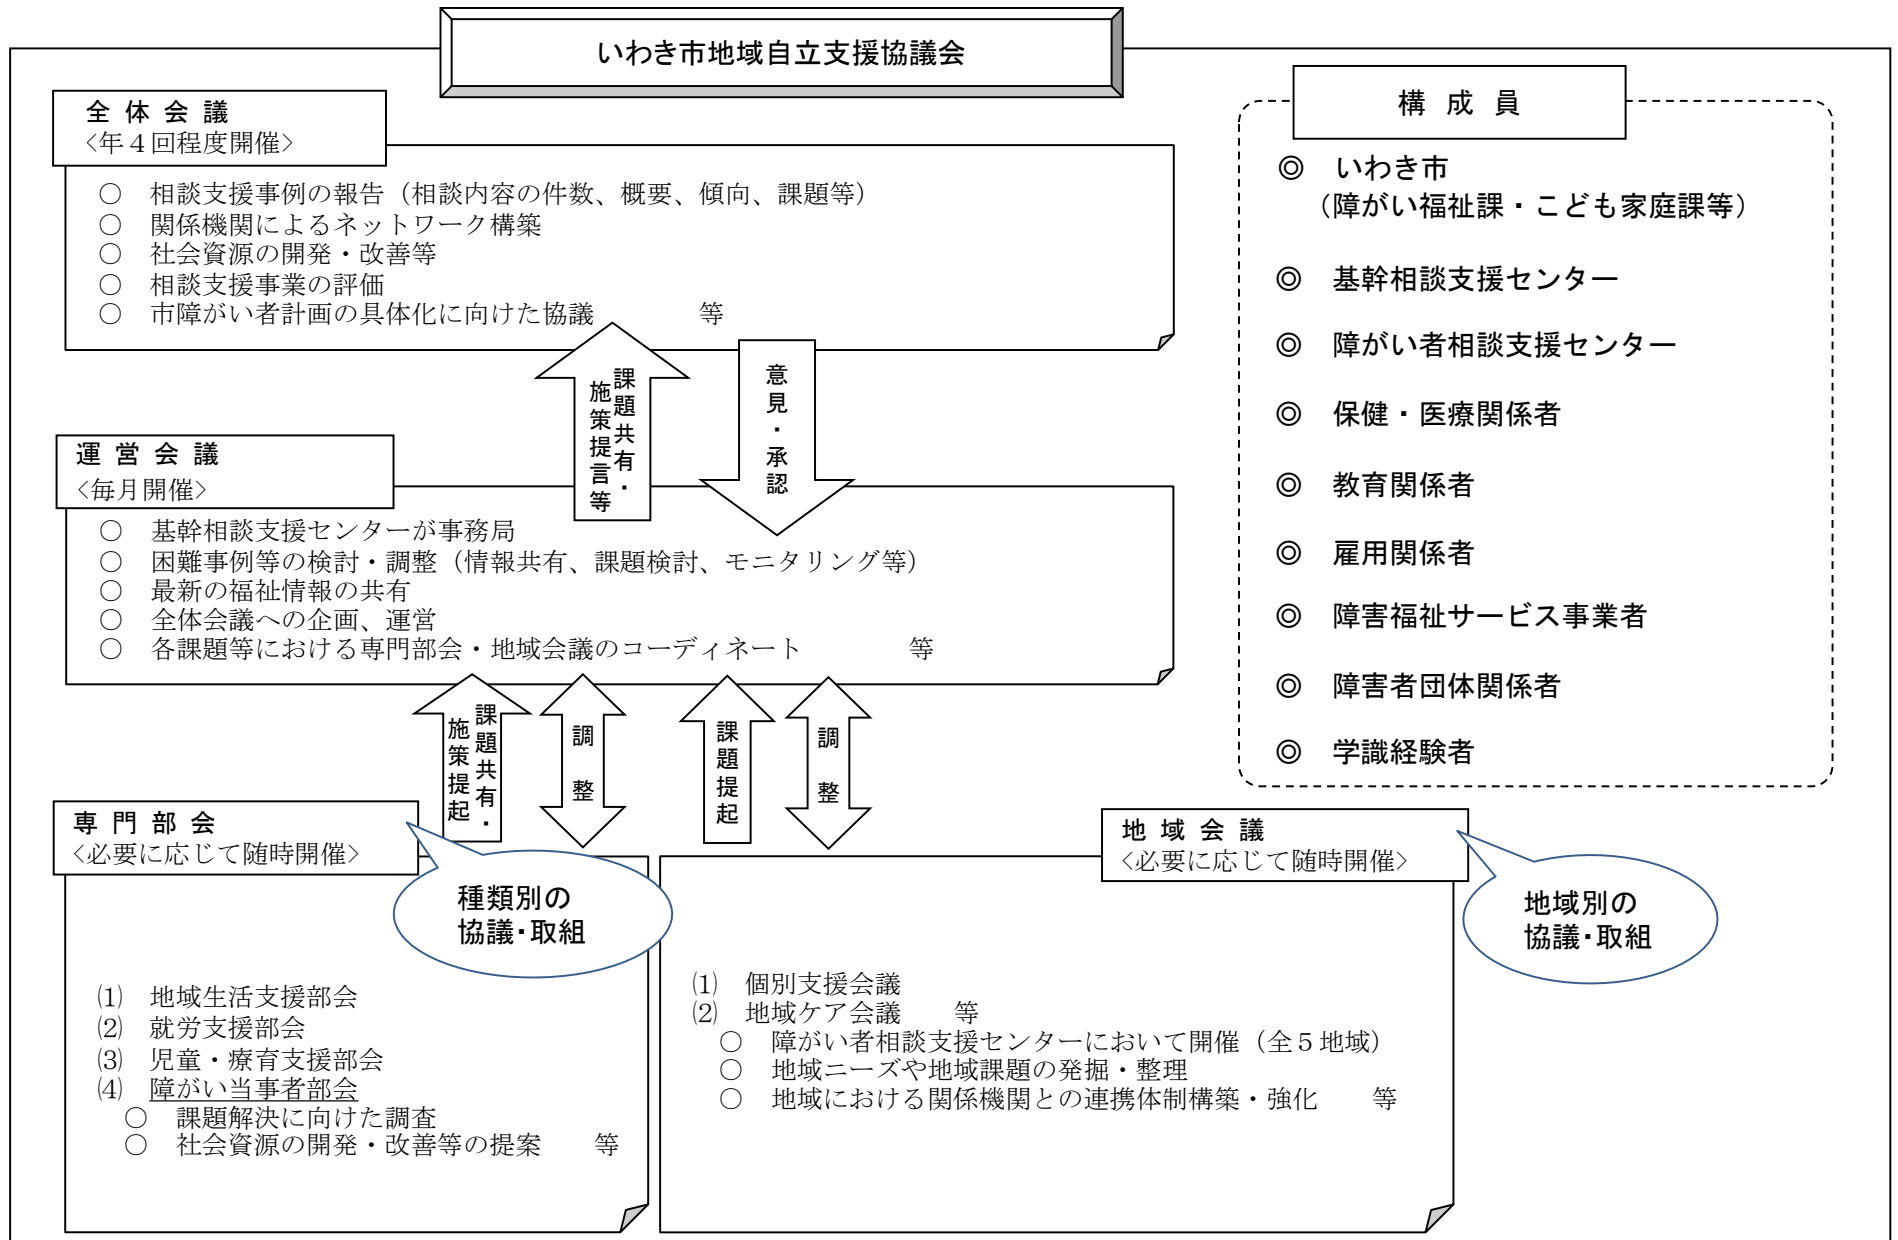 いわき市地域自立支援協議会
全体会議
<年４回程度開催>
○　相談支援事例の報告（相談内容の件数、概要、傾向、課題等）
○　関係機関によるネットワーク構築
○　社会資源の開発・改善等
○　相談支援事業の評価
○　市障がい者計画の具体化に向けた協議　　　　等
課題共有・
施策提言等
意見・承認
運営会議
<毎月開催>
○　基幹相談支援センターが事務局
○　困難事例等の検討・調整（情報共有、課題検討、モニタリング等）
○　最新の福祉情報の共有
○　全体会議への企画、運営
○　各課題等における専門部会・地域会議のコーディネート　　　　等
課題共有・
施策提起
調整
課題提起
調整
専門部会
<必要に応じて随時開催>
種類別の
協議・取組
⑴　地域生活支援部会
⑵　就労支援部会
⑶　児童・療育支援部会
⑷　障がい当事者部会
○　課題解決に向けた調査
○　社会資源の開発・改善等の提案　　等
地域会議
<必要に応じて随時開催>
地域別の
協議・取組
⑴　個別支援会議
⑵　地域ケア会議　　等
○　障がい者相談支援センターにおいて開催（全５地域）
○　地域ニーズや地域課題の発掘・整理
○　地域における関係機関との連携体制構築・強化　　等
構成員
◎　いわき市
（障がい福祉課・こども家庭課等）
◎　基幹相談支援センター
◎　障がい者相談支援センター
◎　保健・医療関係者
◎　教育関係者
◎　雇用関係者
◎　障害福祉サービス事業者
◎　障害者団体関係者
◎　学識経験者